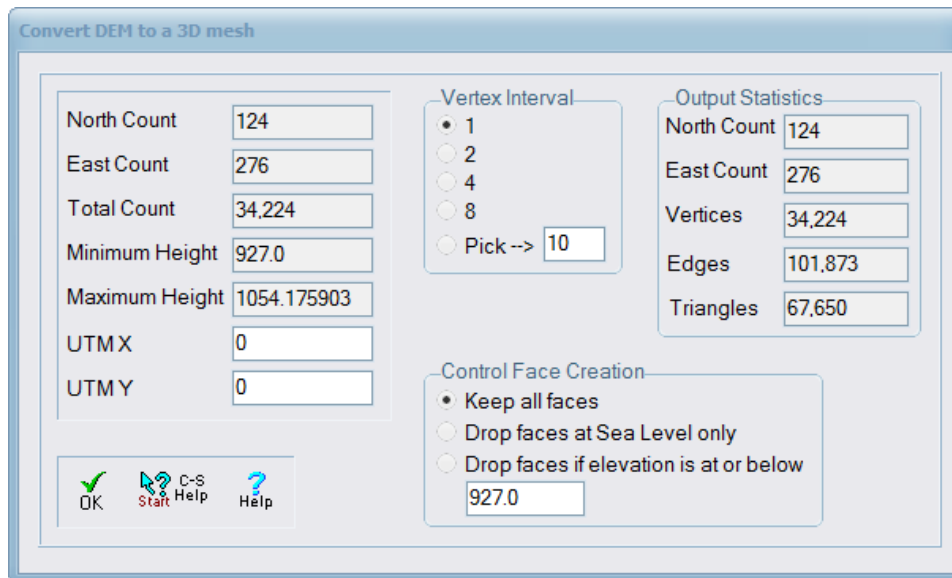 Convert DEM to a 3D mesh
North Count 124
East Count 276
Total Count 34,224
Minimum Height 927.0
Maximum Height 1054.175903
UTM X 0
UTM Y 0
OK
Start
C-S
Help
Help
Vertex Interval
1
2
4
8
Pick --> 10
Output Statistics
North Count 124
East Count 276
Vertices 34,224
Edges 101,873
Triangles 67,650
Control Face Creation
Keep all faces
Drop faces at Sea Level only
Drop faces if elevation is at or below
927.0